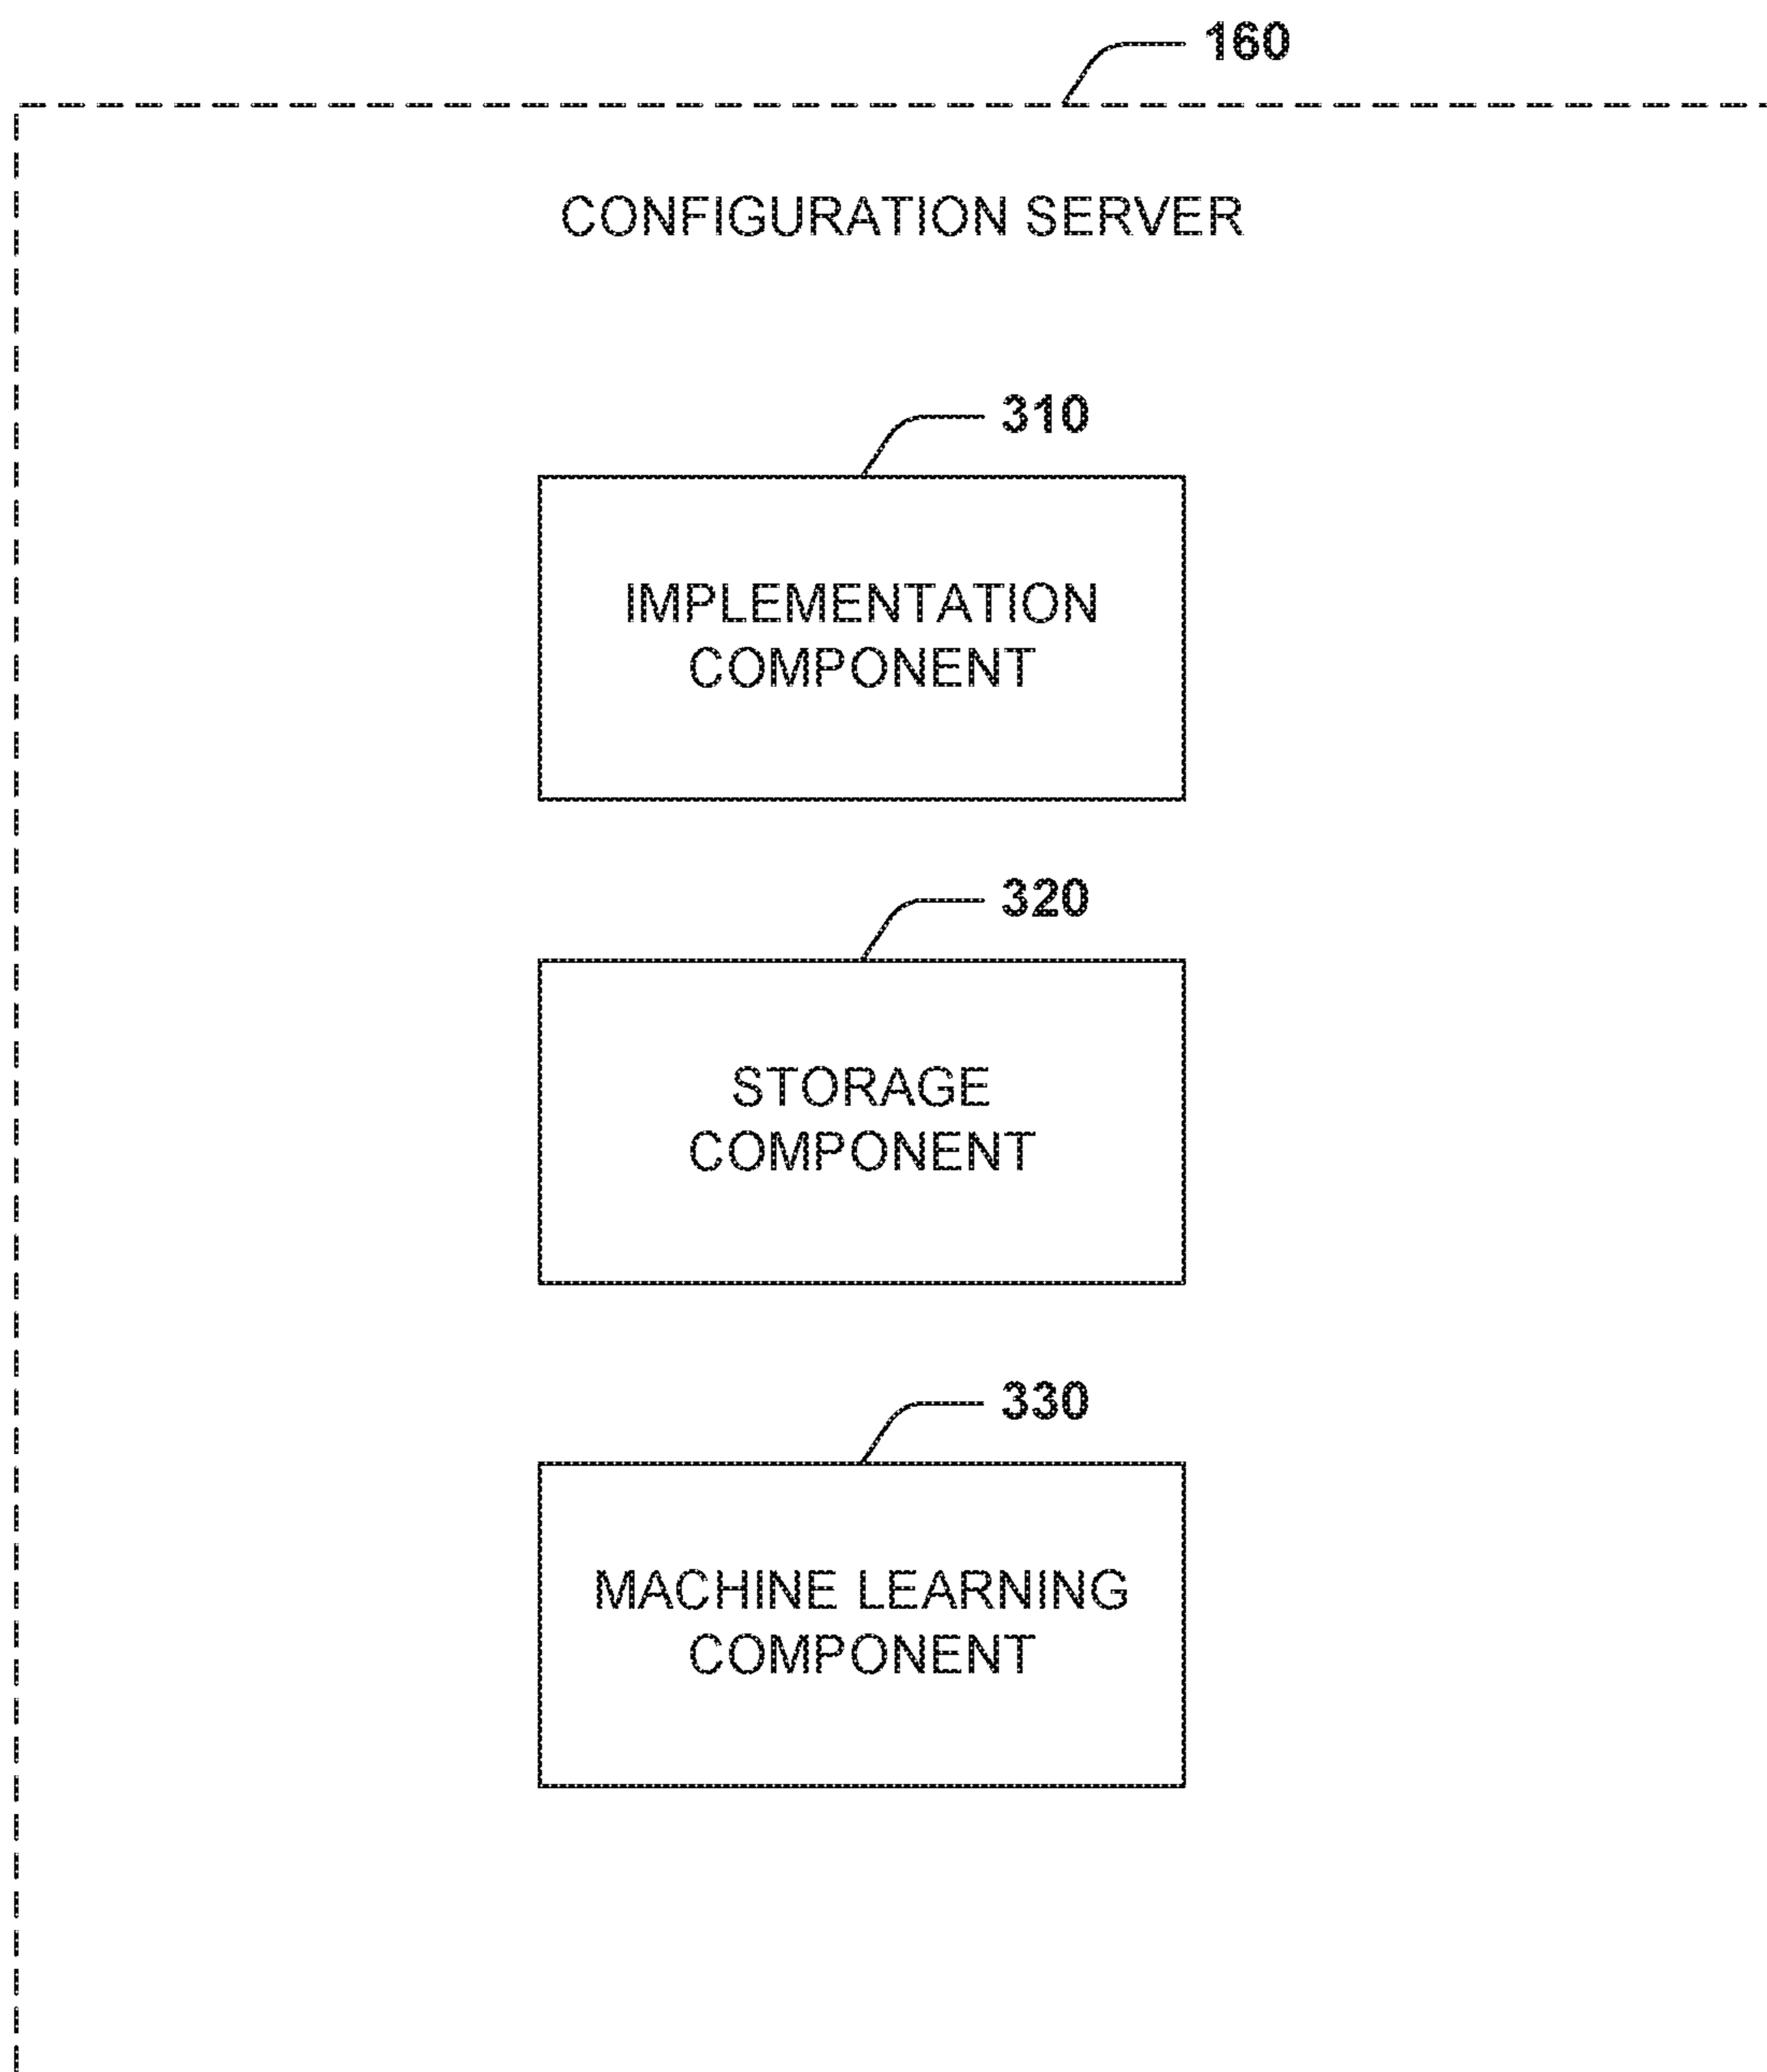 160
CONFIGURATION SERVER
310
IMPLEMENTATION
COMPONENT
320
STORAGE
COMPONENT
330
MACHINE LEARNING
COMPONENT